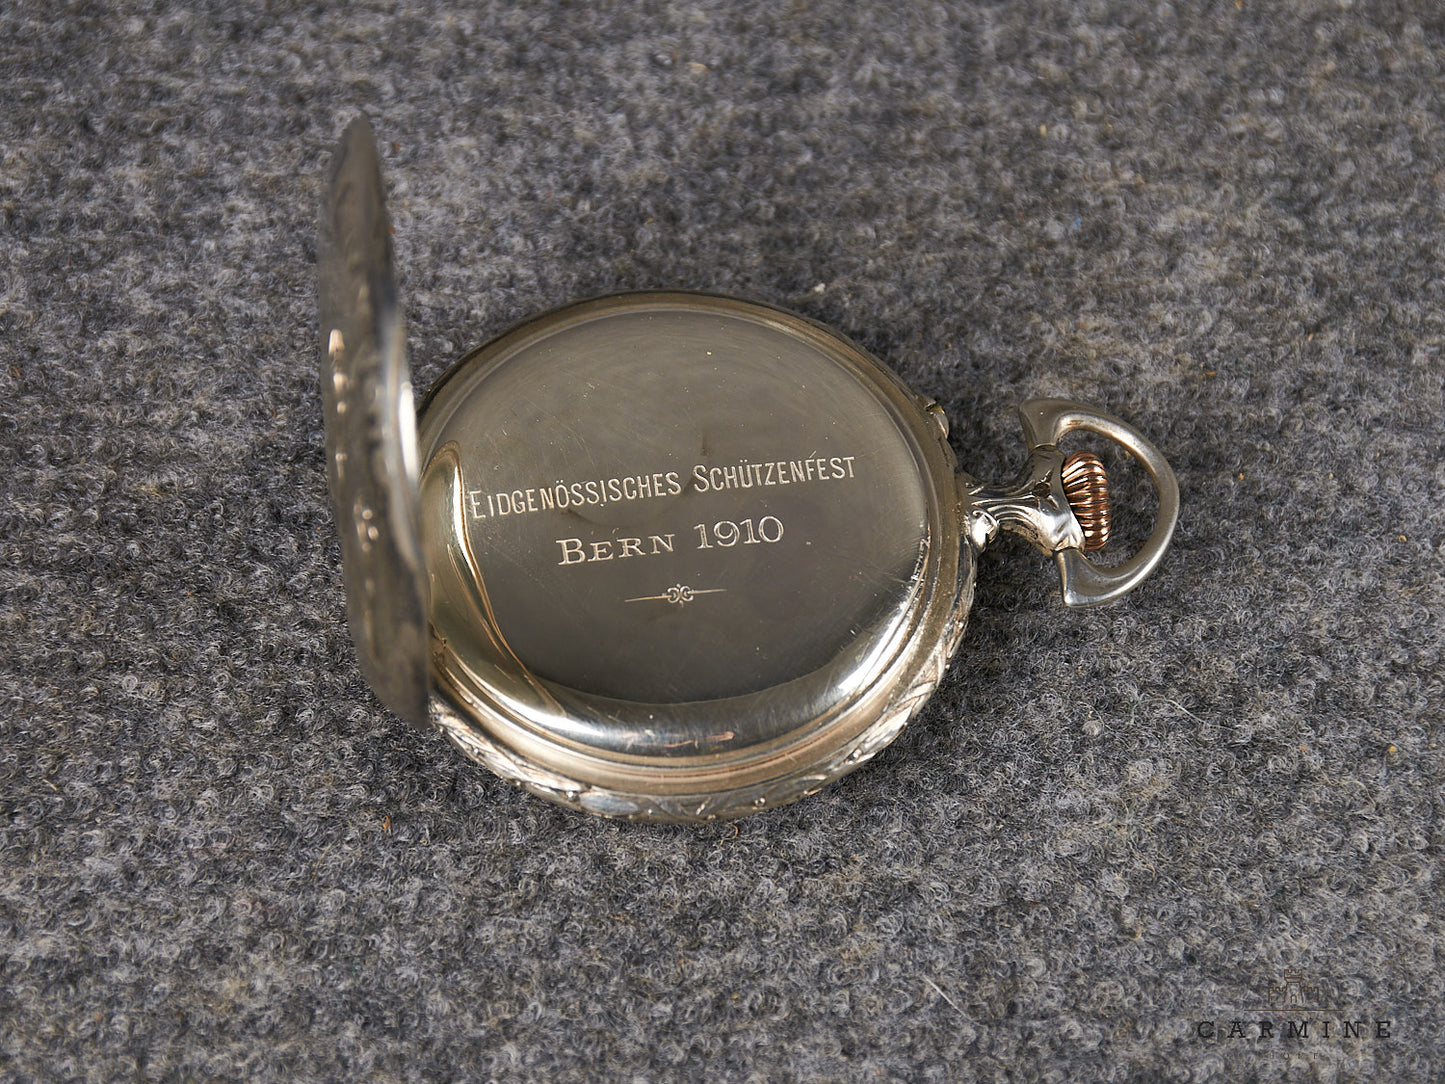 EIDGENÖSSISCHES SCHÜTZENFEST
BERN 1910
CARMINE